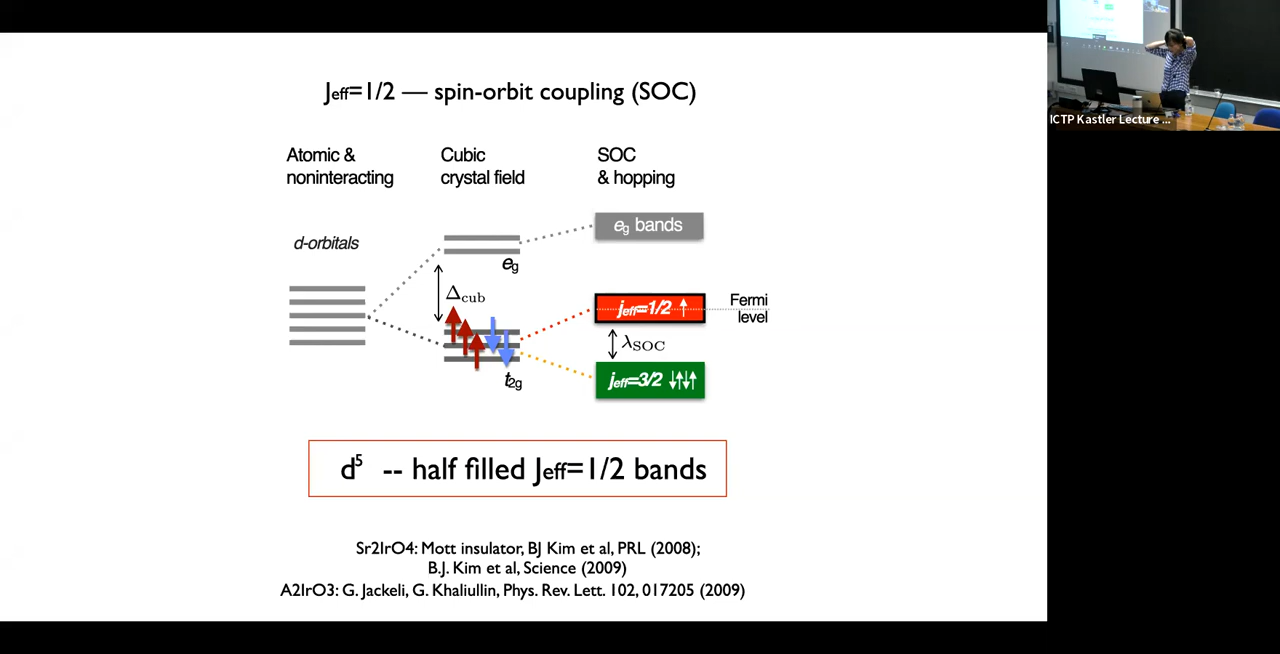 Jeff=1/2 — spin-orbit coupling (SOC)
Atomic &
noninteracting
Cubic
crystal field
SOC
& hopping
d-orbitals
eg
Δcub
t2g
eg bands
jeff=1/2 ↑
Fermi
level
λSOC
jeff=3/2 ↓↑↓↑
d⁵ -- half filled Jeff=1/2 bands
Sr2IrO4: Mott insulator, BJ Kim et al, PRL (2008);
B.J. Kim et al, Science (2009)
A2IrO3: G. Jackeli, G. Khaliullin, Phys. Rev. Lett. 102, 017205 (2009)
ICTP Kastler Lecture ...